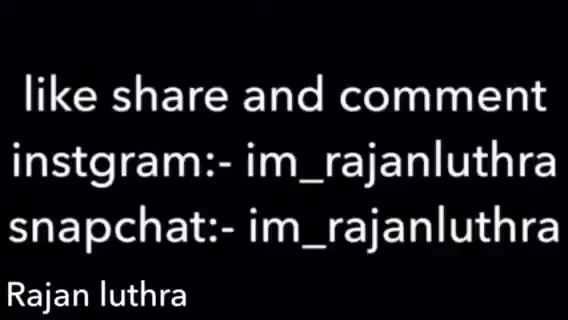 like share and comment
instgram:- im_rajanluthra
snapchat:- im_rajanluthra
Rajan luthra